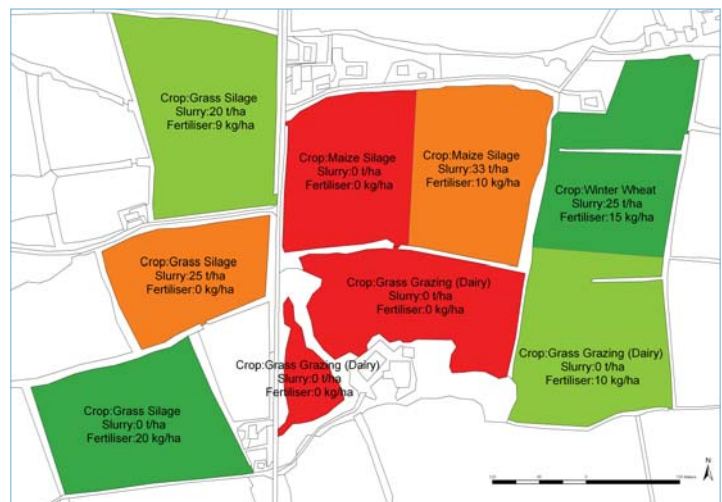 Crop:Grass Silage
Slurry:20 t/ha
Fertiliser:9 kg/ha
Crop:Maize Silage
Slurry:0 t/ha
Fertiliser:0 kg/ha
Crop:Maize Silage
Slurry:33 t/ha
Fertiliser:10 kg/ha
Crop:Winter Wheat
Slurry:25 t/ha
Fertiliser:15 kg/ha
Crop:Grass Silage
Slurry:25 t/ha
Fertiliser:0 kg/ha
Crop:Grass Grazing (Dairy)
Slurry:0 t/ha
Fertiliser:0 kg/ha
Crop:Grass Grazing (Dairy)
Slurry:0 t/ha
Fertiliser:0 kg/ha
Crop:Grass Grazing (Dairy)
Slurry:0 t/ha
Fertiliser:10 kg/ha
Crop:Grass Silage
Slurry:0 t/ha
Fertiliser:20 kg/ha
N